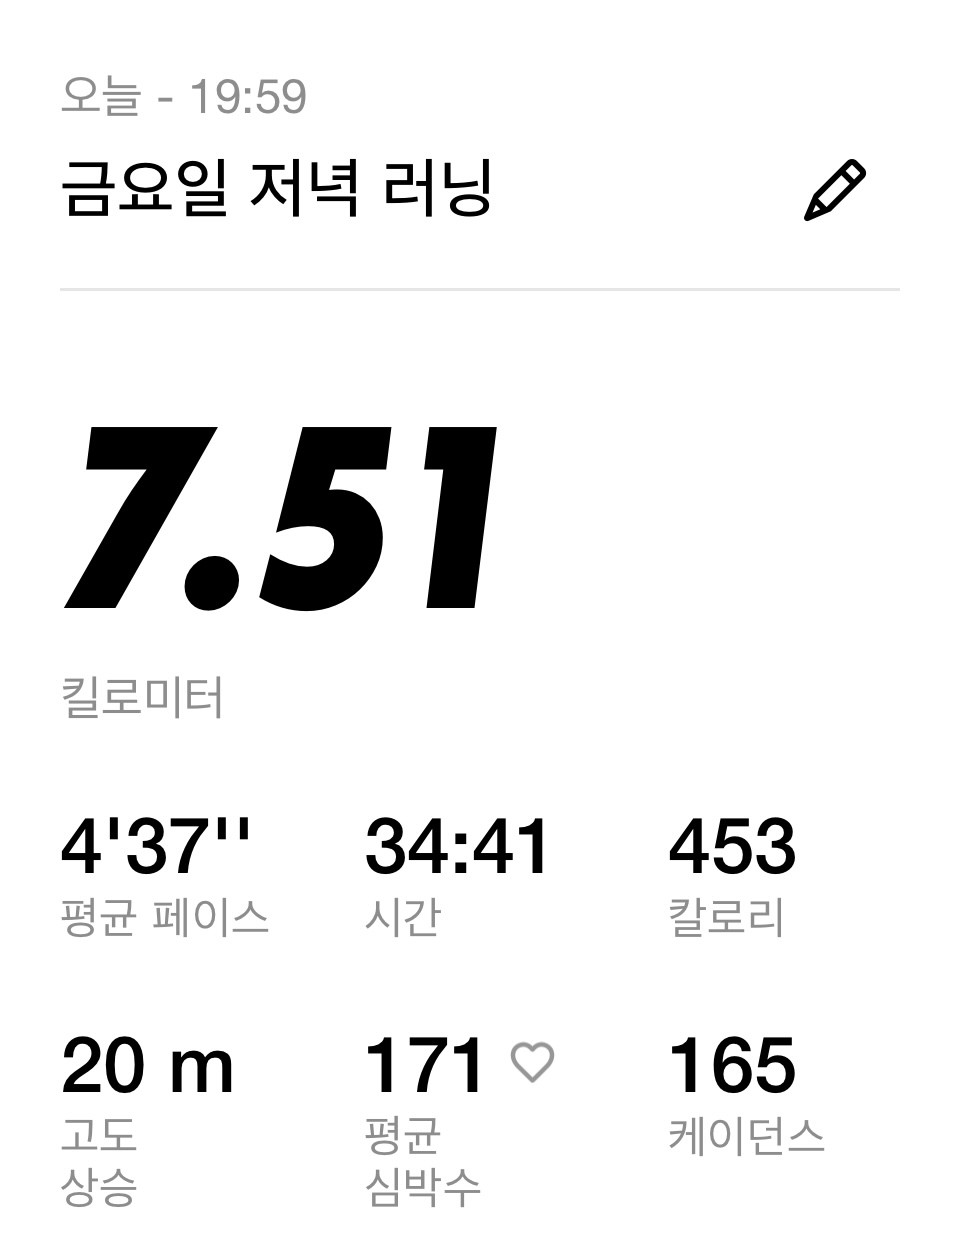 오늘 - 19:59
금요일 저녁 러닝
7.51
킬로미터
4'37'' 34:41 453
평균 페이스 시간 칼로리
20 m 171 165
고도 평균 케이던스
상승 심박수